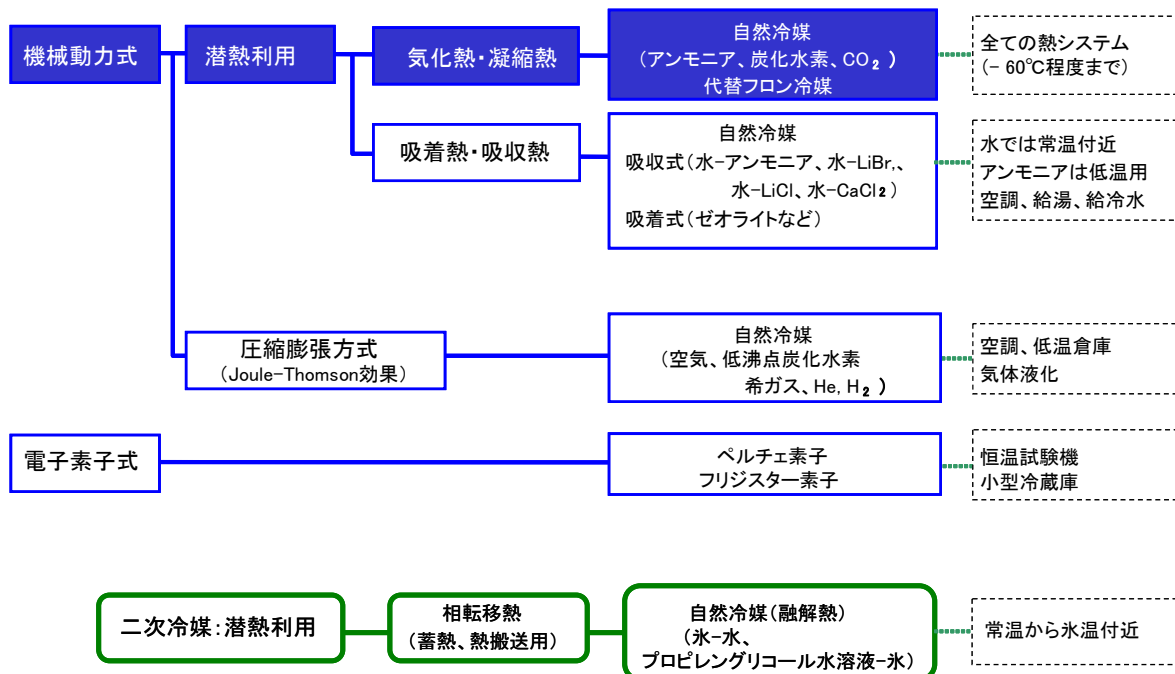 機械動力式
潜熱利用
気化熱・凝縮熱
自然冷媒
(アンモニア、炭化水素、CO₂ )
代替フロン冷媒
全ての熱システム
(- 60℃程度まで)
吸着熱・吸収熱
自然冷媒
吸収式(水-アンモニア、水-LiBr,、
水-LiCl、水-CaCl₂)
吸着式(ゼオライトなど)
水では常温付近
アンモニアは低温用
空調、給湯、給冷水
圧縮膨張方式
(Joule-Thomson効果)
自然冷媒
(空気、低沸点炭化水素
希ガス、He, H₂ )
空調、低温倉庫
気体液化
電子素子式
ペルチェ素子
フリジスター素子
恒温試験機
小型冷蔵庫
二次冷媒:潜熱利用
相転移熱
(蓄熱、熱搬送用)
自然冷媒(融解熱)
(氷-水、
プロピレングリコール水溶液-氷)
常温から氷温付近